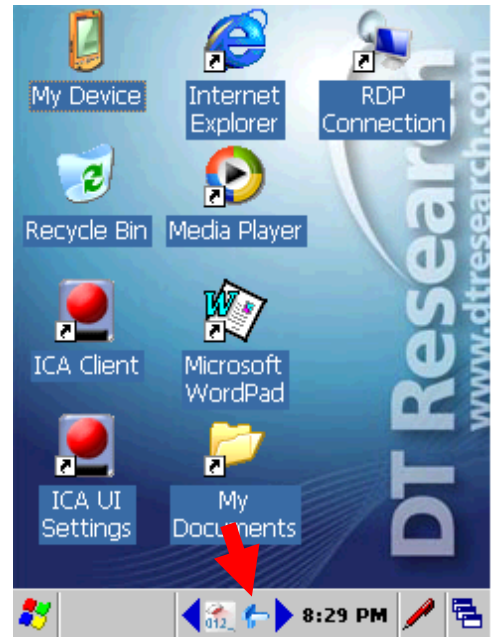 My Device
Internet
Explorer
RDP
Connection
Recycle Bin
Media Player
ICA Client
Microsoft
WordPad
ICA UI
Settings
My
Documents
DT Research
www.dtresearch.com
W
012_
8:29 PM